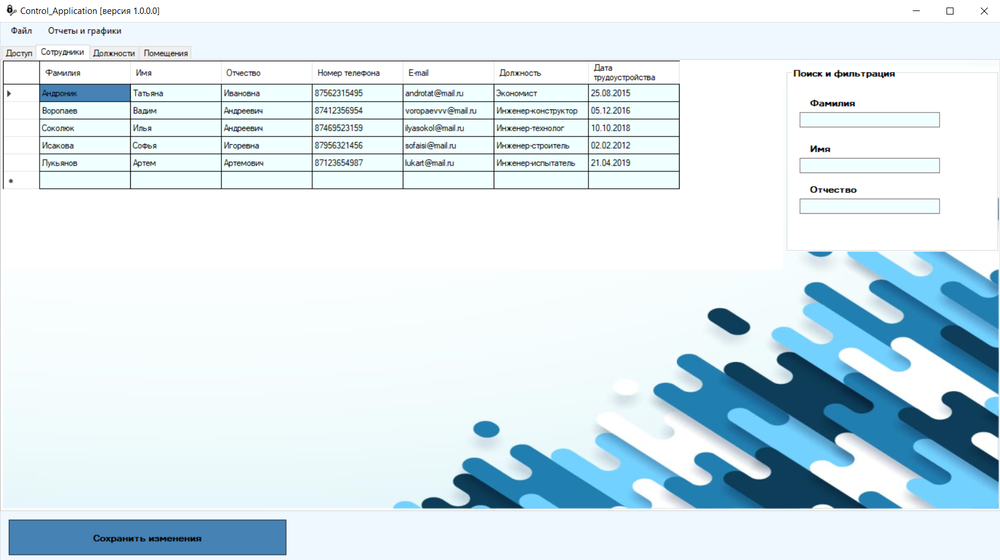 Control_Application [версия 1.0.0.0]
Файл Отчеты и графики
Доступ Сотрудники Должности Помещения
Фамилия Имя Отчество Номер телефона E-mail Должность Дата трудоустройства
Андроник Татьяна Ивановна 87562315495 androtat@mail.ru Экономист 25.08.2015
Воропаев Вадим Андреевич 87412356954 voropaevvv@mail.ru Инженер-конструктор 05.12.2016
Соколюк Илья Андреевич 87469523159 ilyasokol@mail.ru Инженер-технолог 10.10.2018
Исакова Софья Игоревна 87956321456 sofaisi@mail.ru Инженер-строитель 02.02.2012
Лукьянов Артем Артемович 87123654987 lukart@mail.ru Инженер-испытатель 21.04.2019
Поиск и фильтрация
Фамилия
Имя
Отчество
Сохранить изменения